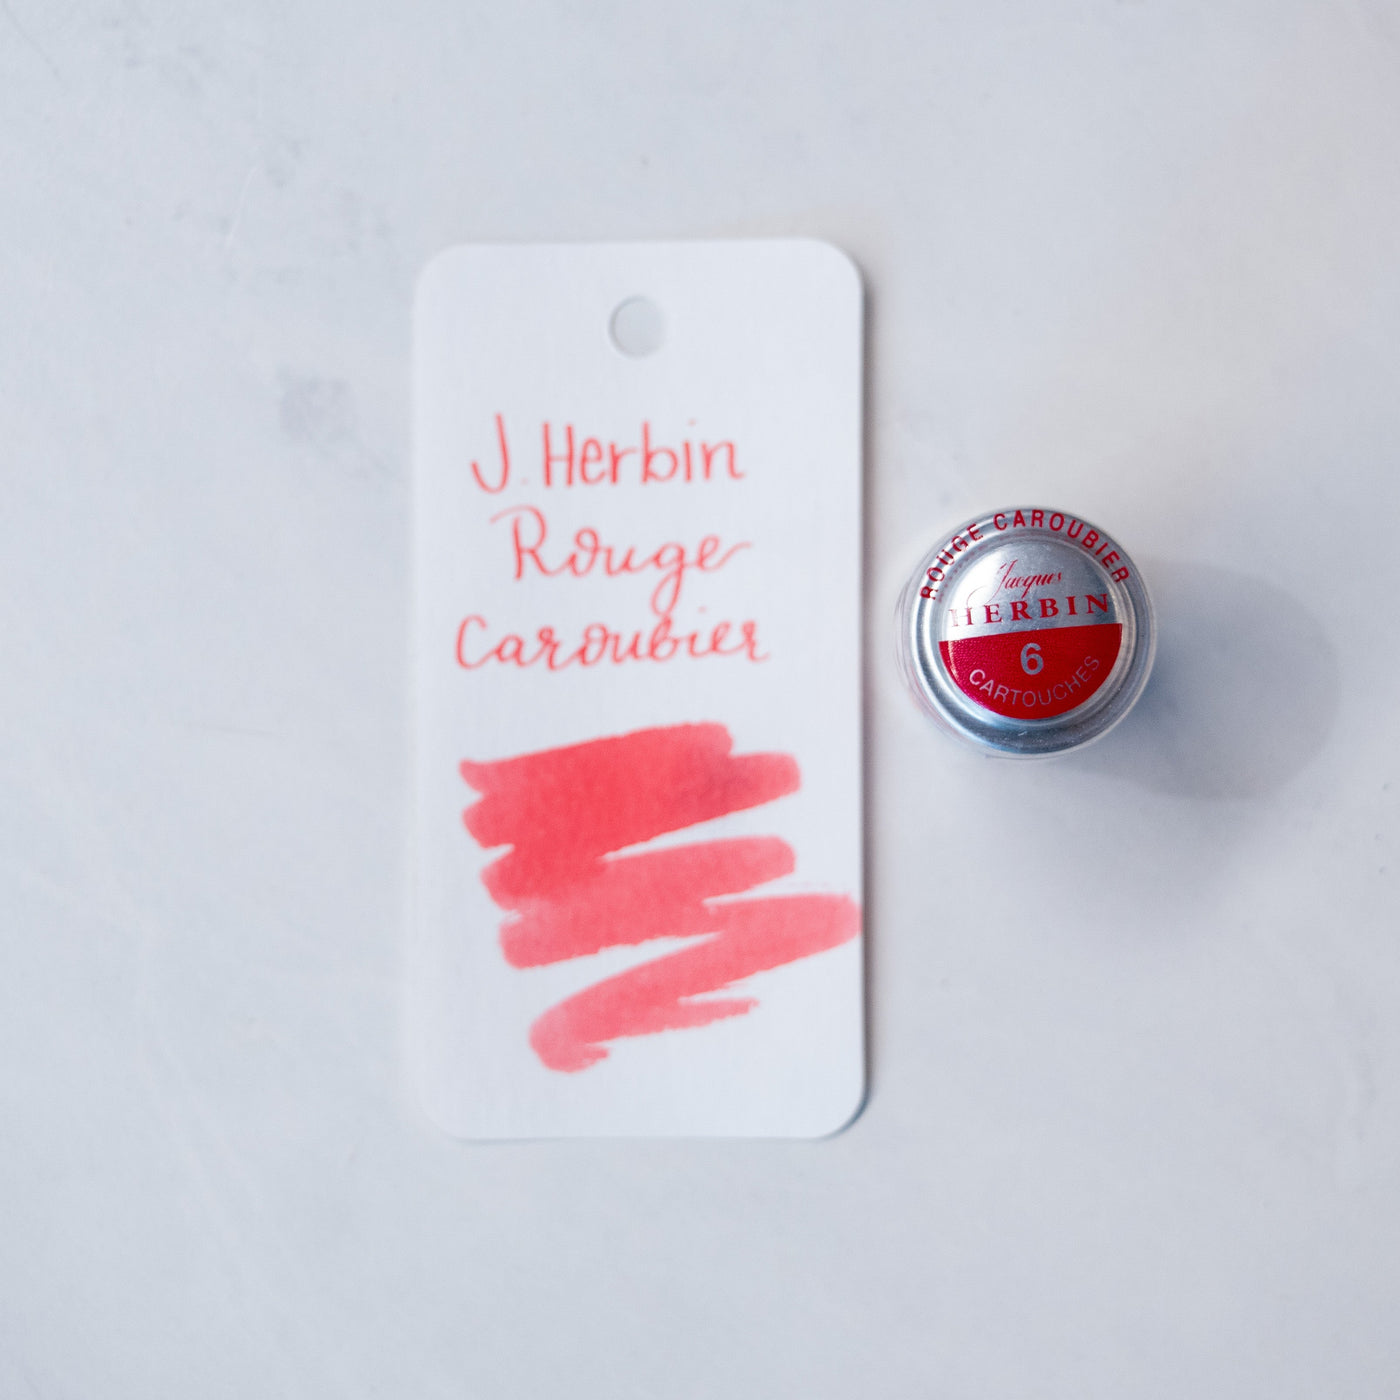 J. Herbin
Rouge
Caroubier
ROUGE CAROUBIER
Jacques
HERBIN
6
CARTOUCHES